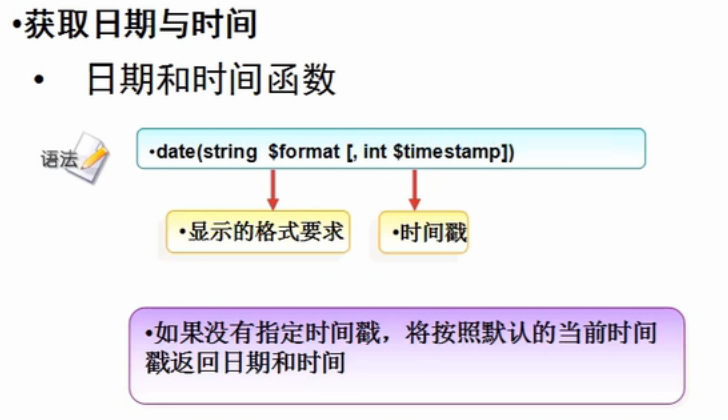 •获取日期与时间
• 日期和时间函数
语法
•date(string $format [, int $timestamp])
•显示的格式要求
•时间戳
•如果没有指定时间戳，将按照默认的当前时间
戳返回日期和时间